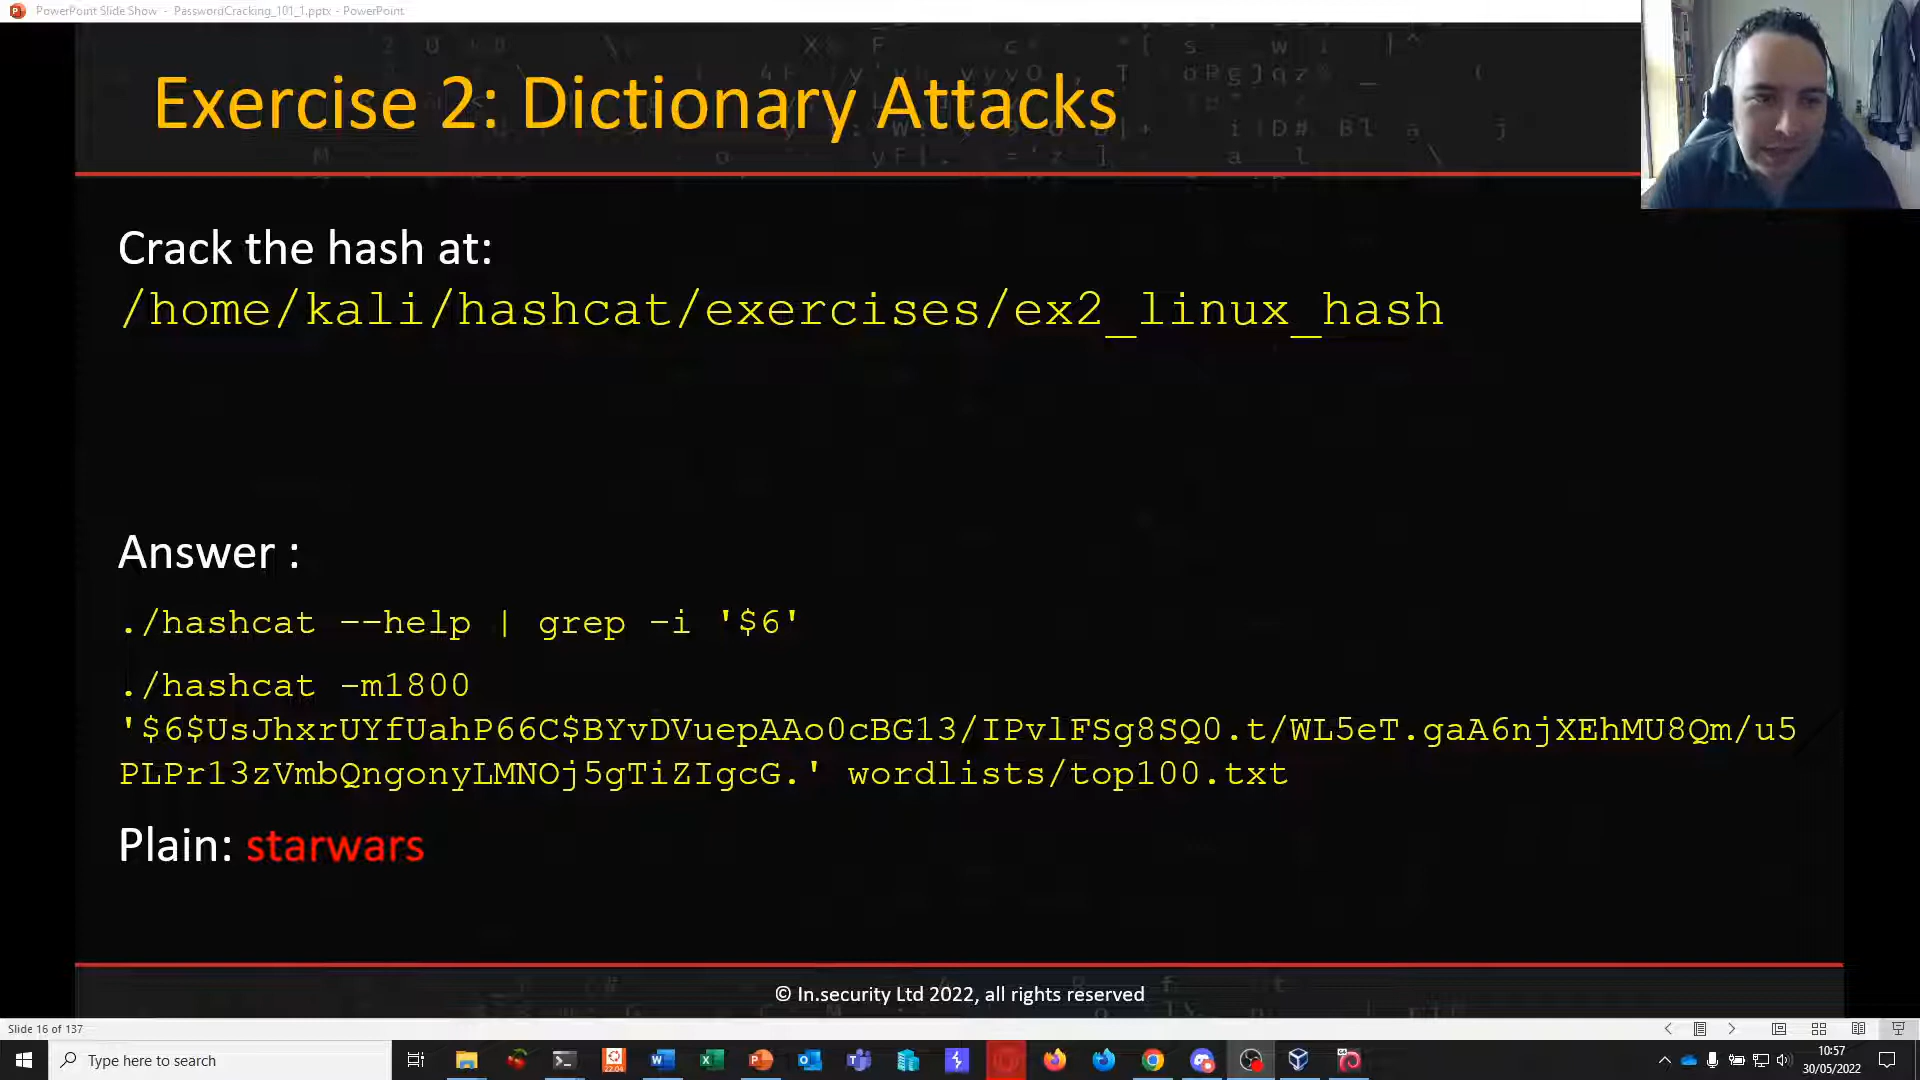 PowerPoint Slide Show - PasswordCracking_101_1.pptx - PowerPoint
Exercise 2: Dictionary Attacks
Crack the hash at:
/home/kali/hashcat/exercises/ex2_linux_hash
Answer :
./hashcat --help | grep -i '$6'
./hashcat -m1800
'$6$UsJhxrUYfUahP66C$BYvDVuepAAo0cBG13/IPvlFSg8SQ0.t/WL5eT.gaA6njXEhMU8Qm/u5
PLPr13zVmbQngonyLMNOj5gTiZIgcG.' wordlists/top100.txt
Plain: starwars
© In.security Ltd 2022, all rights reserved
Slide 16 of 137
Type here to search
22.04
10:57
30/05/2022